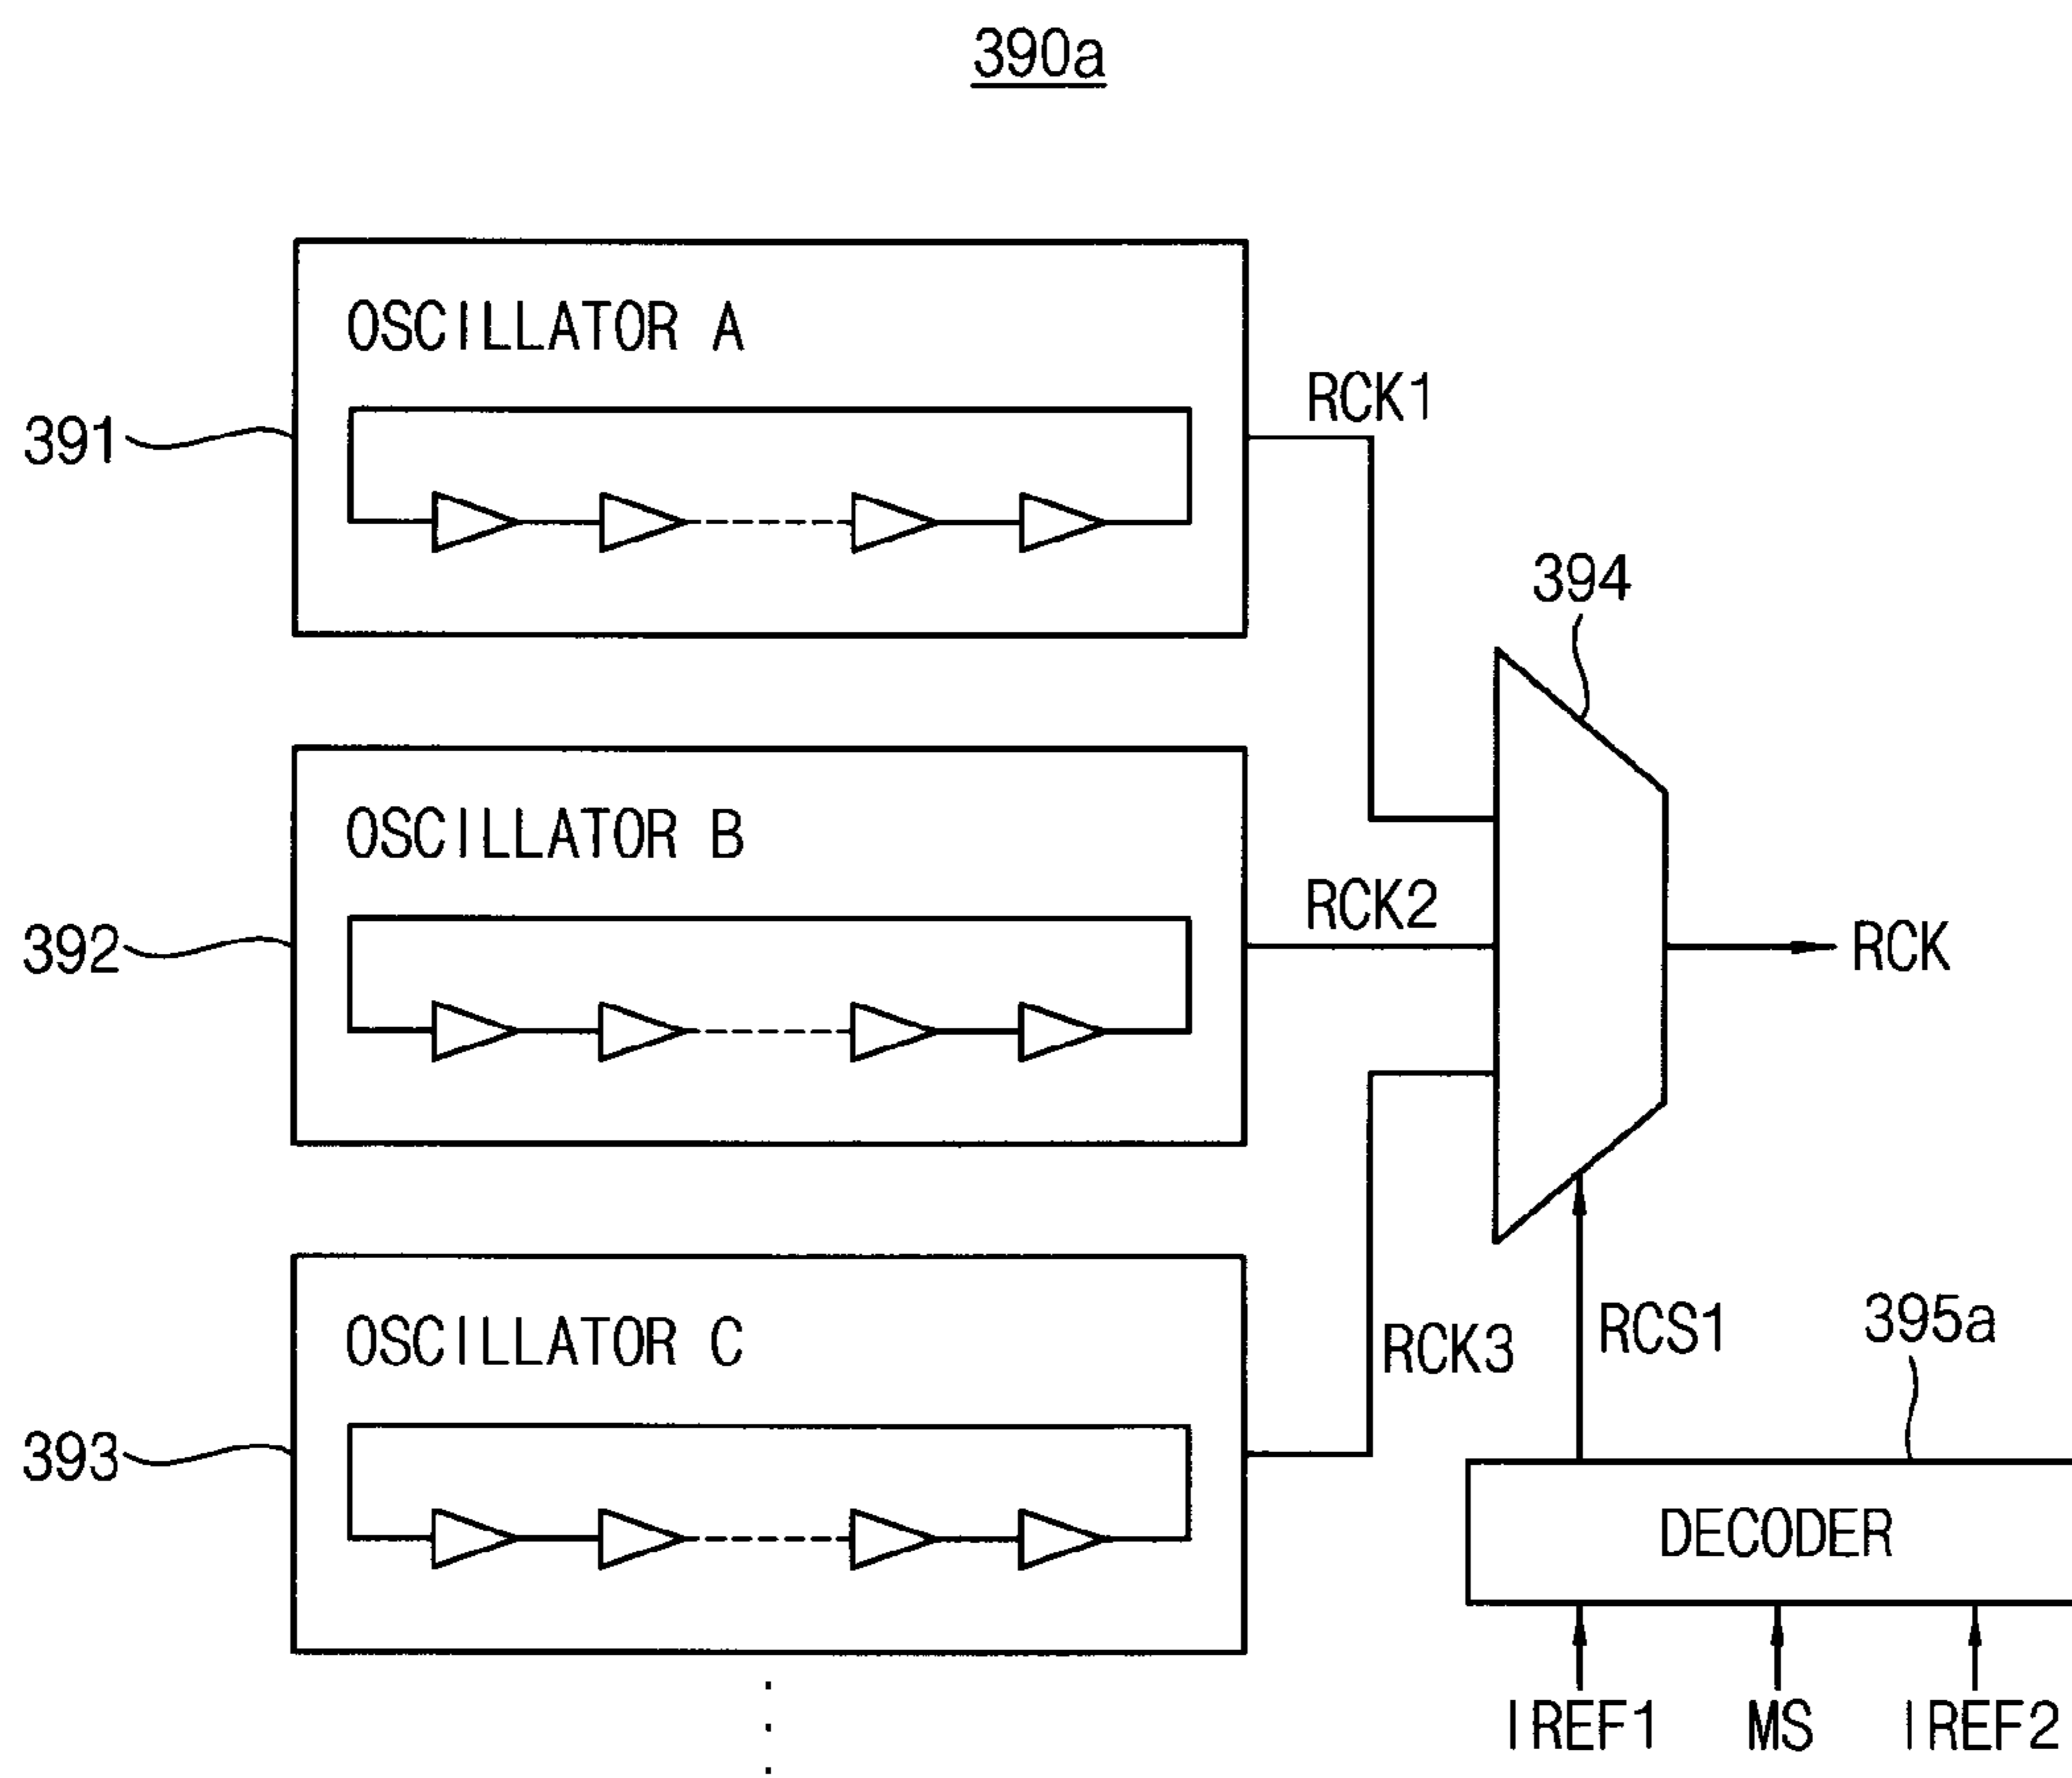 390a
OSCILLATOR A
391
RCK1
394
OSCILLATOR B
392
RCK2
RCK
OSCILLATOR C
393
RCK3
RCS1
395a
DECODER
IREF1
MS
IREF2